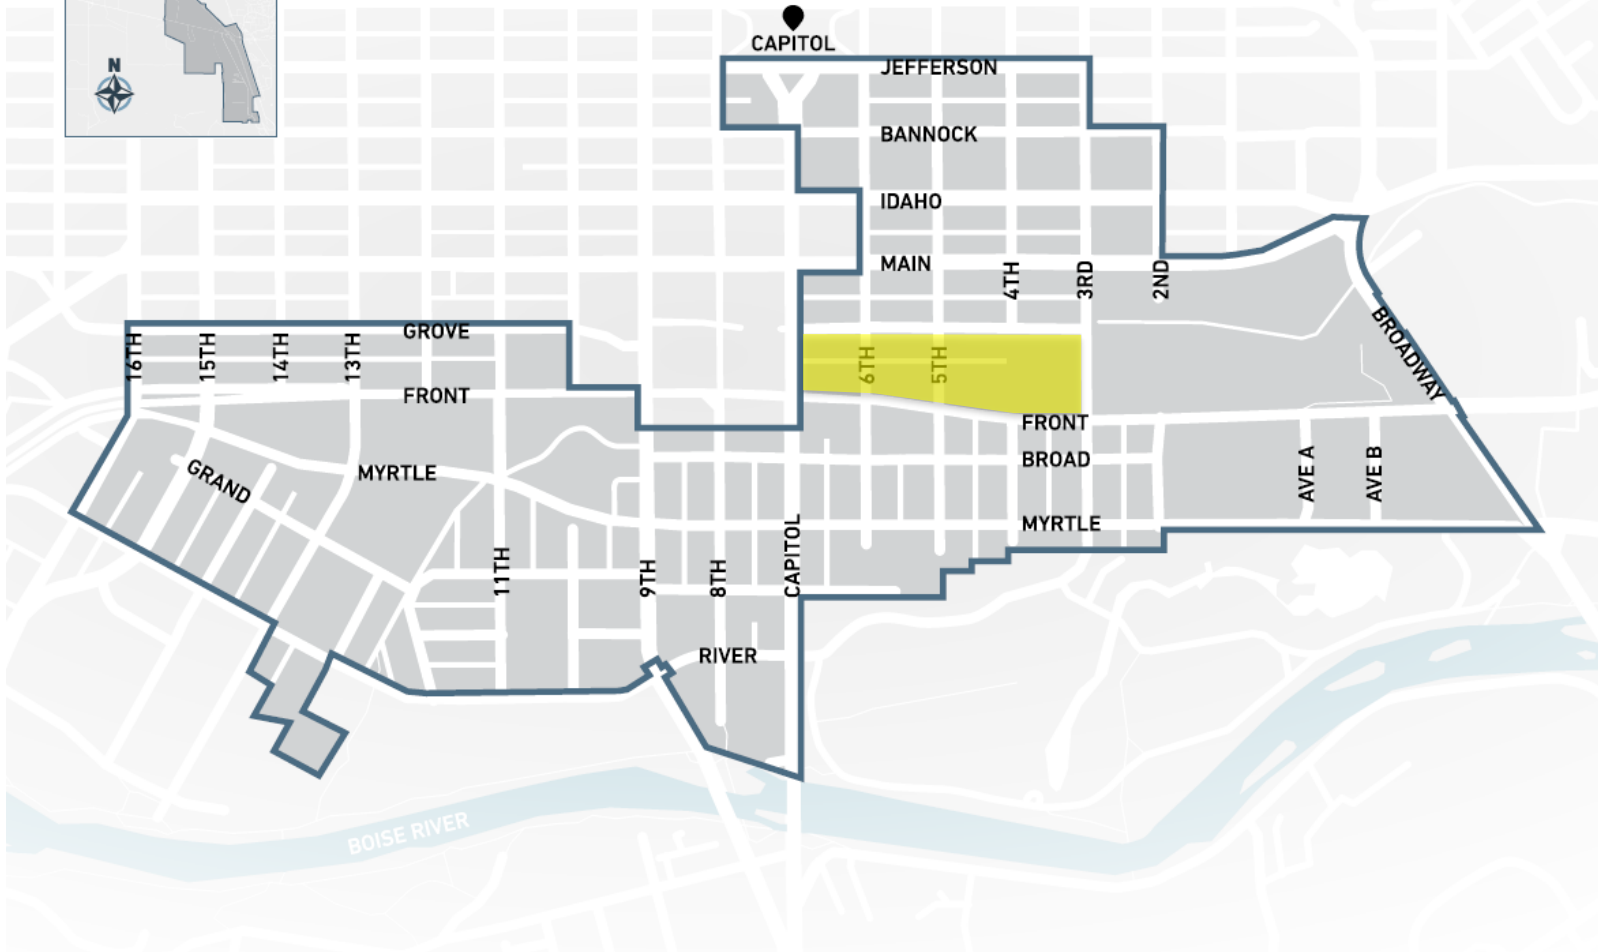 CAPITOL
N
JEFFERSON
BANNOCK
IDAHO
MAIN
4TH
3RD
2ND
GROVE
16TH
15TH
14TH
13TH
6TH
5TH
BROADWAY
FRONT
FRONT
BROAD
MYRTLE
GRAND
AVE A
AVE B
MYRTLE
11TH
9TH
8TH
CAPITOL
RIVER
BOISE RIVER